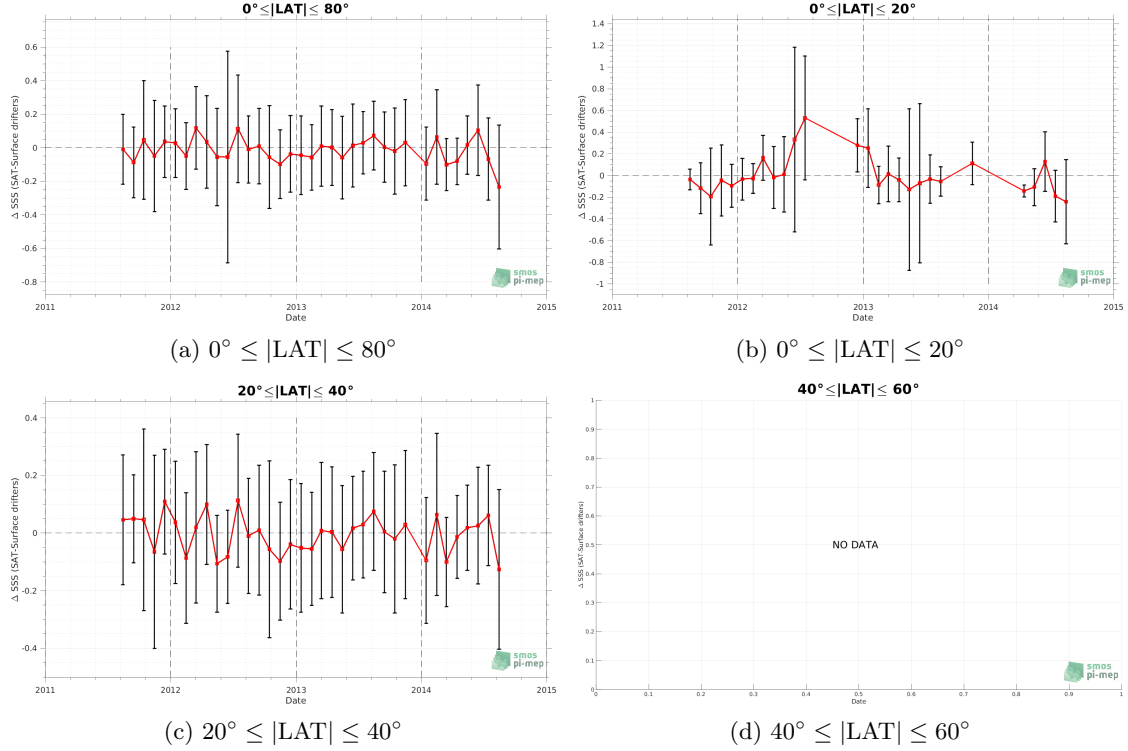 0°≤|LAT|≤ 80°
Δ SSS (SAT-Surface drifters)
0.6
0.4
0.2
0
-0.2
-0.4
-0.6
-0.8
2011
2012
2013
2014
2015
Date
smos
pi-mep
(a) 0° ≤ |LAT| ≤ 80°
0°≤|LAT|≤ 20°
Δ SSS (SAT-Surface drifters)
1.4
1.2
1
0.8
0.6
0.4
0.2
0
-0.2
-0.4
-0.6
-0.8
-1
2011
2012
2013
2014
2015
Date
smos
pi-mep
(b) 0° ≤ |LAT| ≤ 20°
20°≤|LAT|≤ 40°
Δ SSS (SAT-Surface drifters)
0.4
0.2
0
-0.2
-0.4
2011
2012
2013
2014
2015
Date
smos
pi-mep
(c) 20° ≤ |LAT| ≤ 40°
40°≤|LAT|≤ 60°
Δ SSS (SAT-Surface drifters)
1
0.9
0.8
0.7
0.6
0.5
0.4
0.3
0.2
0.1
0
NO DATA
0
0.1
0.2
0.3
0.4
0.5
0.6
0.7
0.8
0.9
1
Date
smos
pi-mep
(d) 40° ≤ |LAT| ≤ 60°